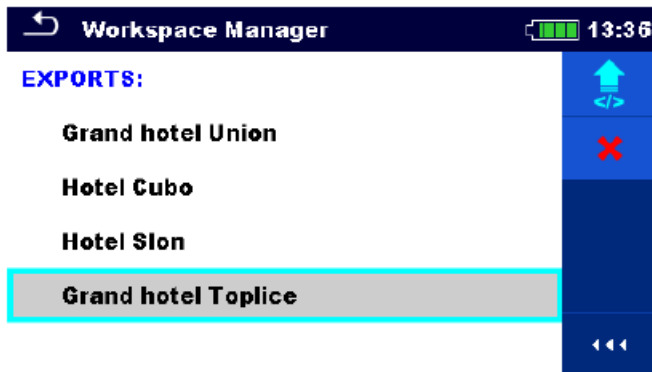 Workspace Manager 13:36
EXPORTS:
</>
Grand hotel Union
Hotel Cubo
Hotel Slon
Grand hotel Toplice